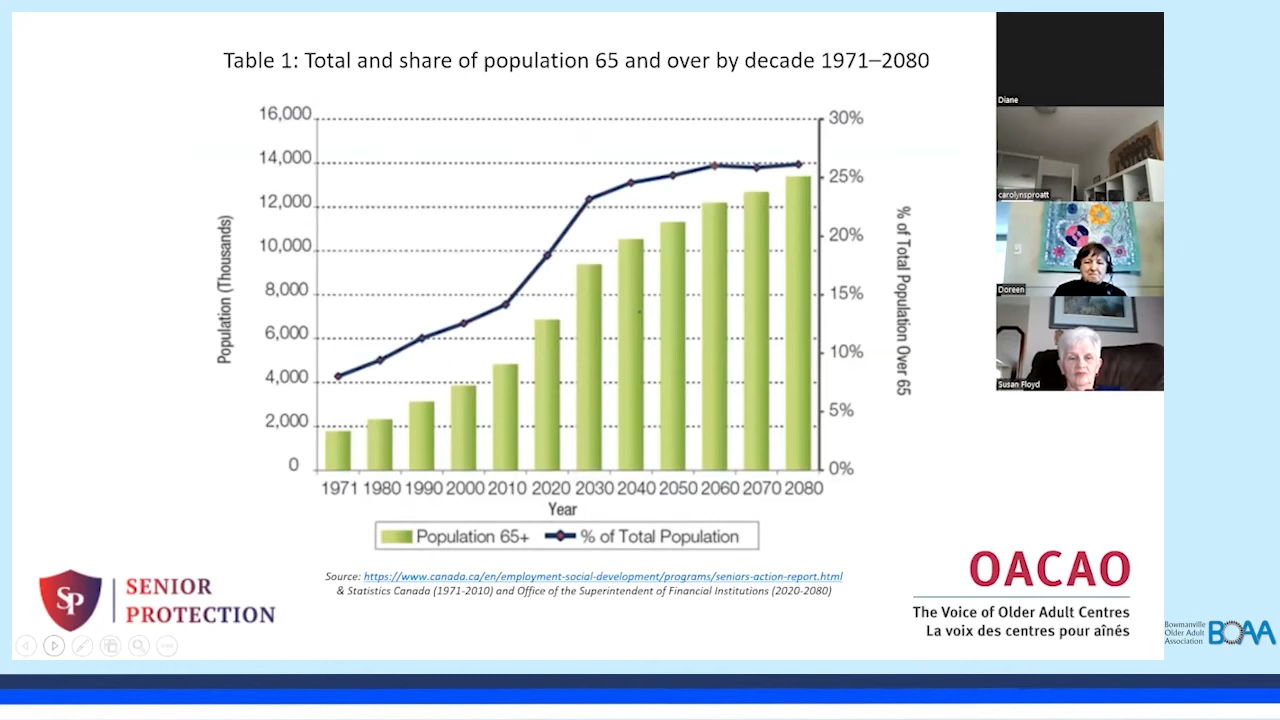 Table 1: Total and share of population 65 and over by decade 1971–2080
16,000
14,000
12,000
10,000
8,000
6,000
4,000
2,000
0
Population (Thousands)
30%
25%
20%
15%
10%
5%
0%
% of Total Population Over 65
1971 1980 1990 2000 2010 2020 2030 2040 2050 2060 2070 2080
Year
Population 65+ % of Total Population
Source: https://www.canada.ca/en/employment-social-development/programs/seniors-action-report.html
& Statistics Canada (1971-2010) and Office of the Superintendent of Financial Institutions (2020-2080)
SP
SENIOR
PROTECTION
OACAO
The Voice of Older Adult Centres
La voix des centres pour aînés
Diane
carolynsproatt
Doreen
Susan Floyd
Bowmanville
Older Adult
Association
BOAA